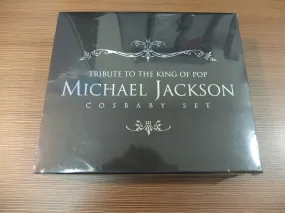 TRIBUTE TO THE KING OF POP
MICHAEL JACKSON
COSBABY SET